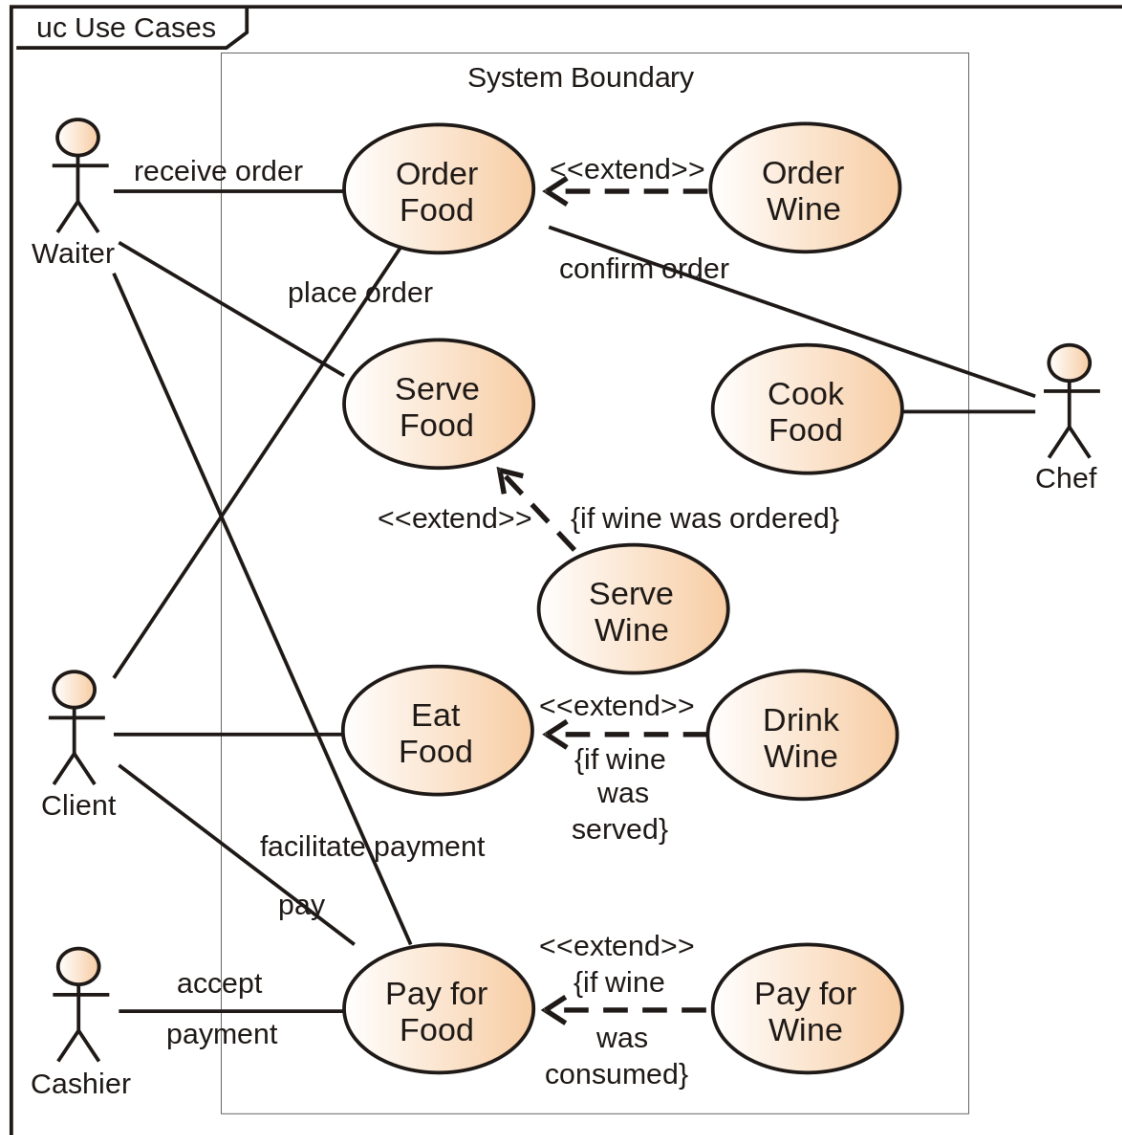 uc Use Cases
System Boundary
receive order
Order
Food
<<extend>>
Order
Wine
Waiter
place order
confirm order
Serve
Food
Cook
Food
Chef
<<extend>>
{if wine was ordered}
Serve
Wine
Client
Eat
Food
<<extend>>
{if wine
was
served}
Drink
Wine
facilitate payment
pay
accept
payment
Cashier
Pay for
Food
<<extend>>
{if wine
was
consumed}
Pay for
Wine